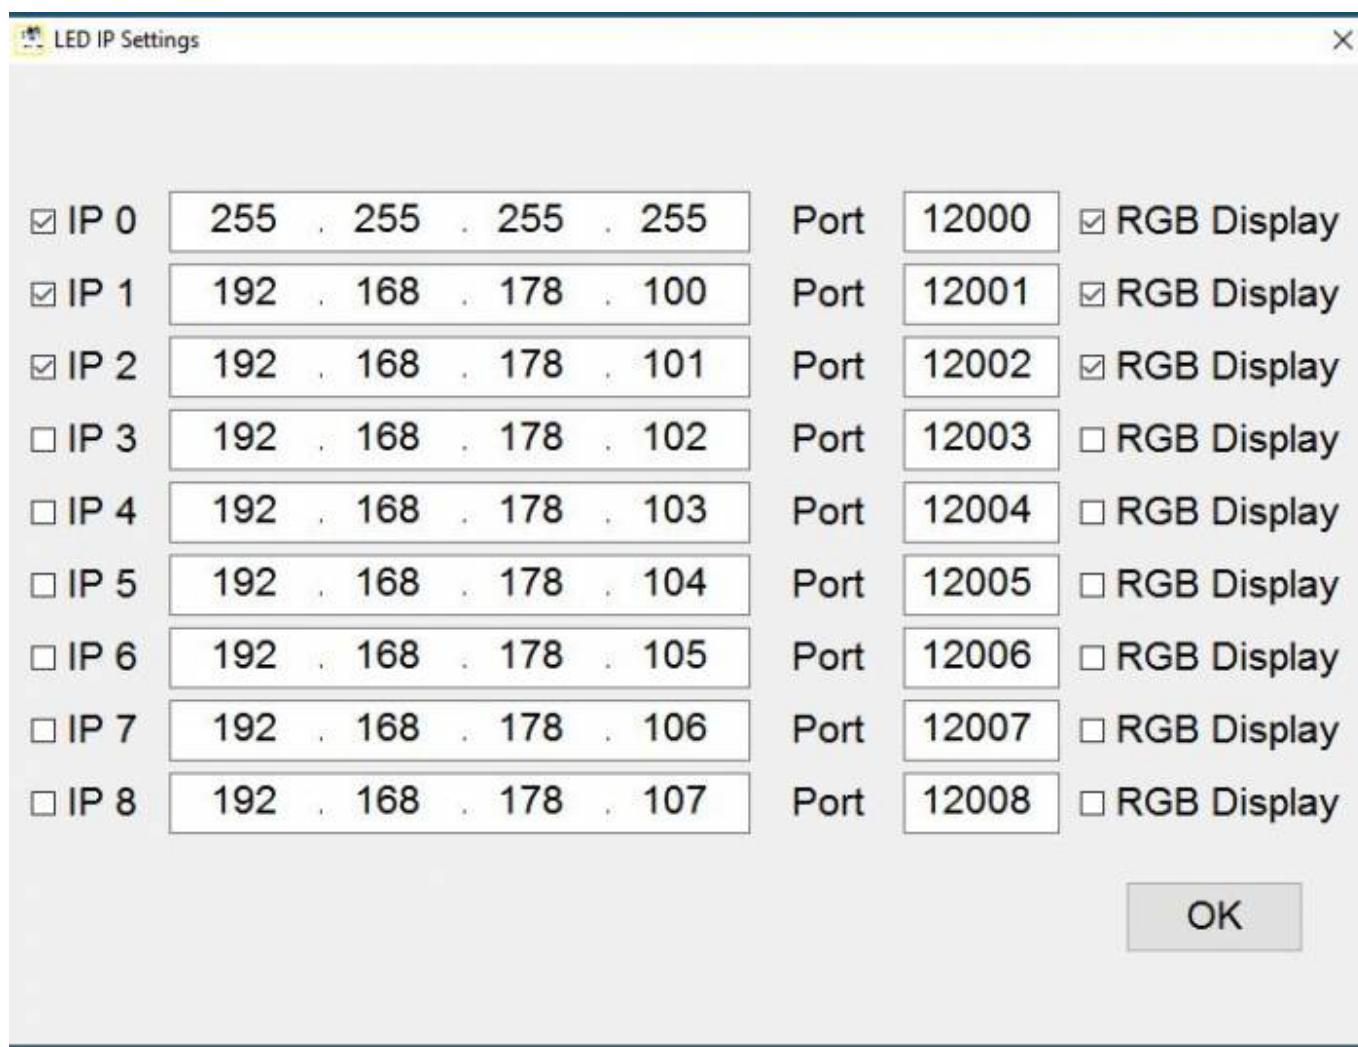 LED IP Settings
IP 0 255 . 255 . 255 . 255 Port 12000 RGB Display
IP 1 192 . 168 . 178 . 100 Port 12001 RGB Display
IP 2 192 . 168 . 178 . 101 Port 12002 RGB Display
IP 3 192 . 168 . 178 . 102 Port 12003 RGB Display
IP 4 192 . 168 . 178 . 103 Port 12004 RGB Display
IP 5 192 . 168 . 178 . 104 Port 12005 RGB Display
IP 6 192 . 168 . 178 . 105 Port 12006 RGB Display
IP 7 192 . 168 . 178 . 106 Port 12007 RGB Display
IP 8 192 . 168 . 178 . 107 Port 12008 RGB Display
OK